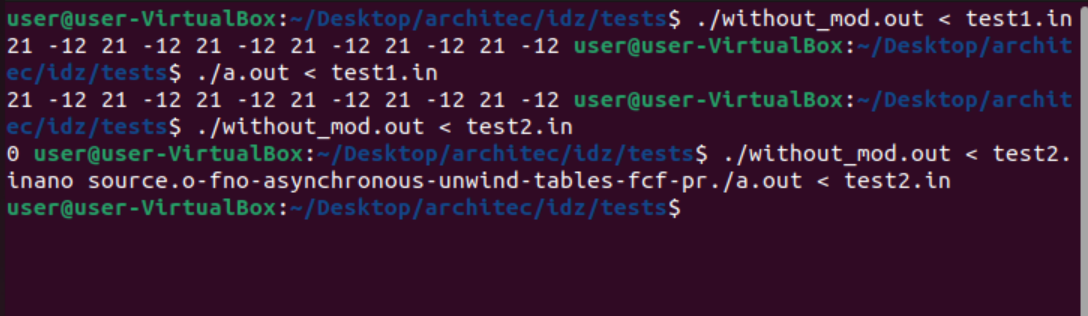 user@user-VirtualBox:~/Desktop/architec/idz/tests$ ./without_mod.out < test1.in
21 -12 21 -12 21 -12 21 -12 21 -12 21 -12 user@user-VirtualBox:~/Desktop/archit
ec/idz/tests$ ./a.out < test1.in
21 -12 21 -12 21 -12 21 -12 21 -12 21 -12 user@user-VirtualBox:~/Desktop/archit
ec/idz/tests$ ./without_mod.out < test2.in
0 user@user-VirtualBox:~/Desktop/architec/idz/tests$ ./without_mod.out < test2.
inano source.o-fno-asynchronous-unwind-tables-fcf-pr./a.out < test2.in
user@user-VirtualBox:~/Desktop/architec/idz/tests$